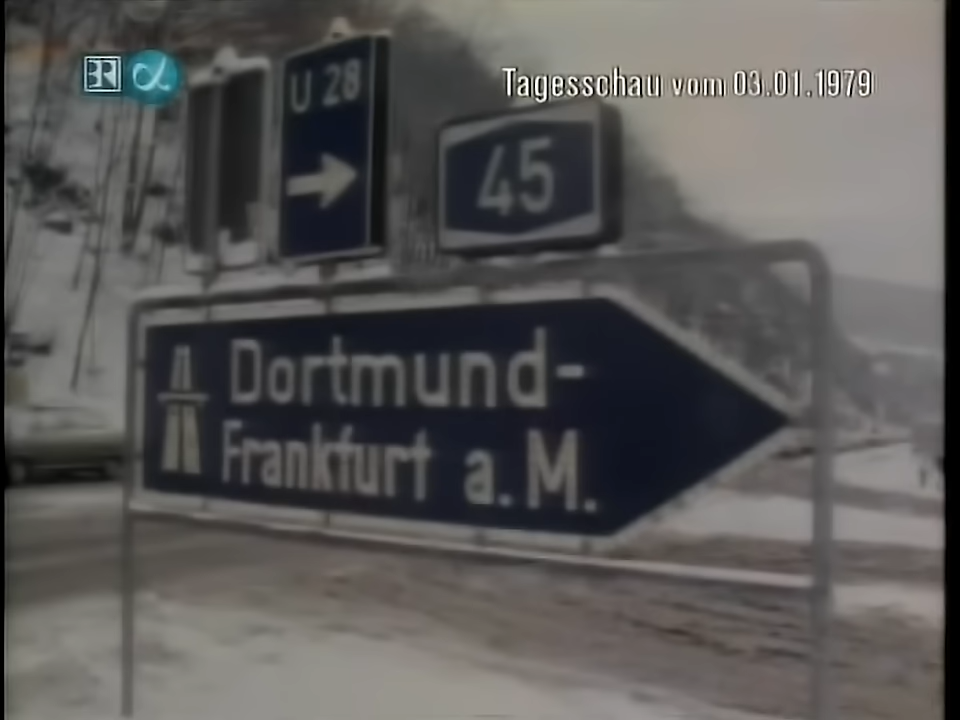 BR α
Tagesschau vom 03.01.1979
U 28
45
Dortmund-
Frankfurt a.M.